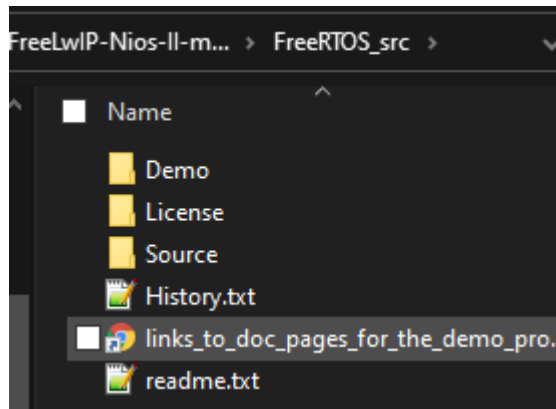 FreeLwIP-Nios-II-m... > FreeRTOS_src >
Name
Demo
License
Source
History.txt
links_to_doc_pages_for_the_demo_pro.
readme.txt